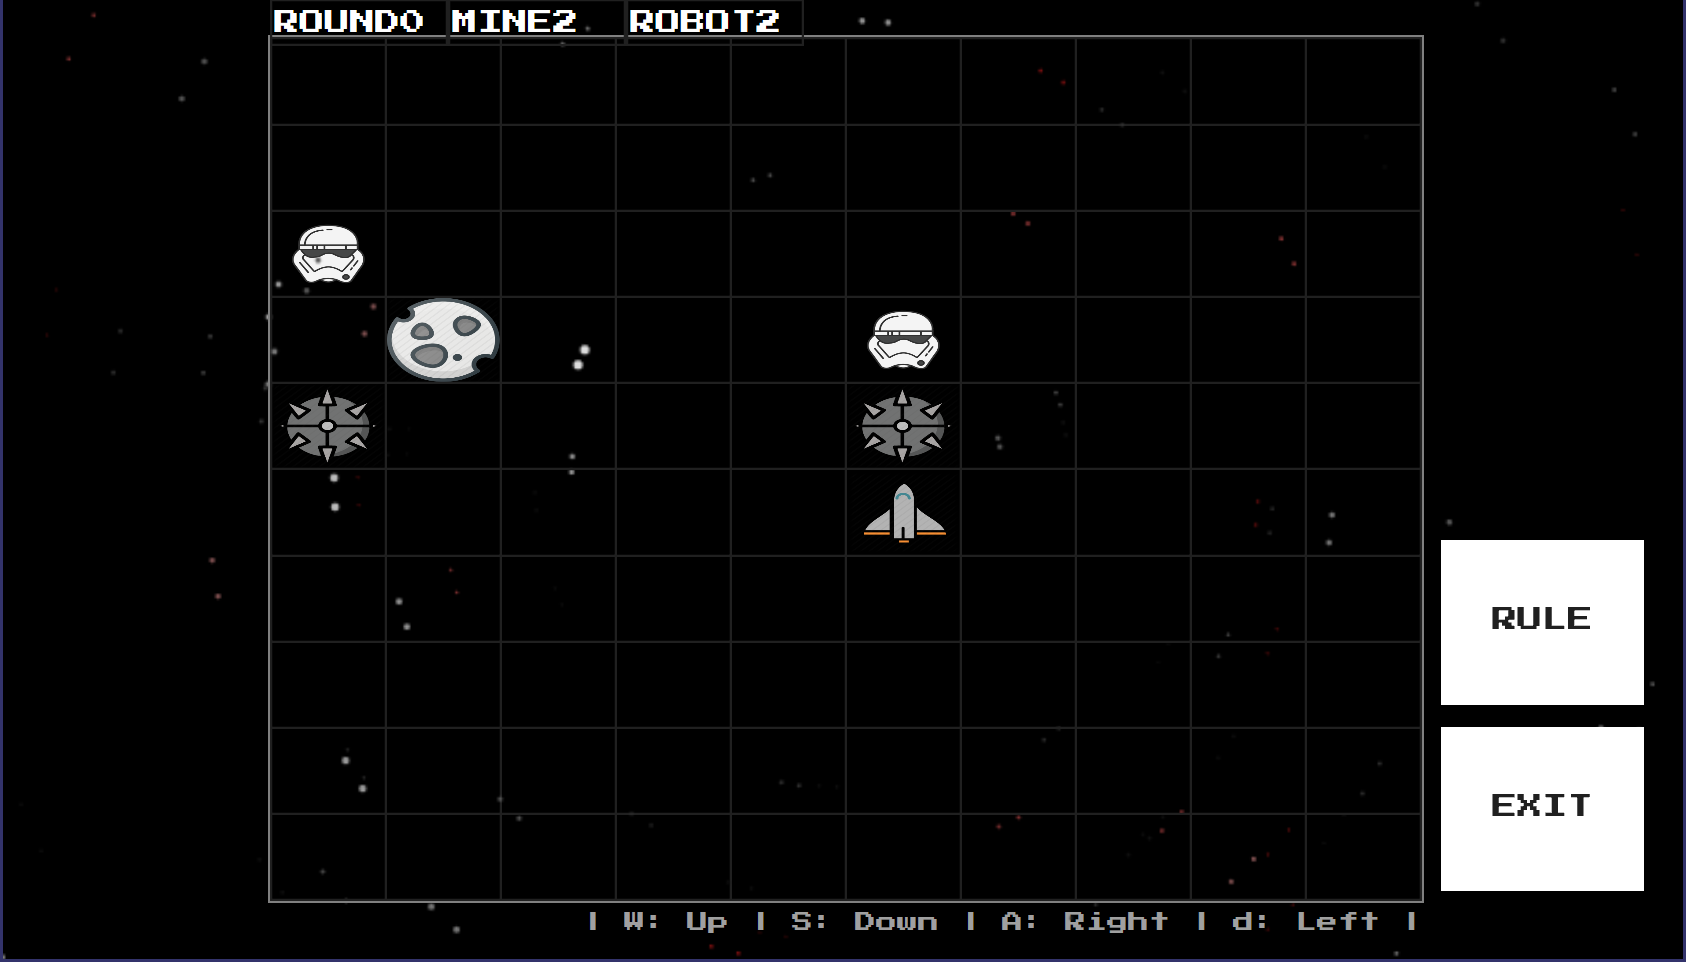 ROUND0 MINE2 ROBOT2
RULE
EXIT
| W: Up | S: Down | A: Right | d: Left |